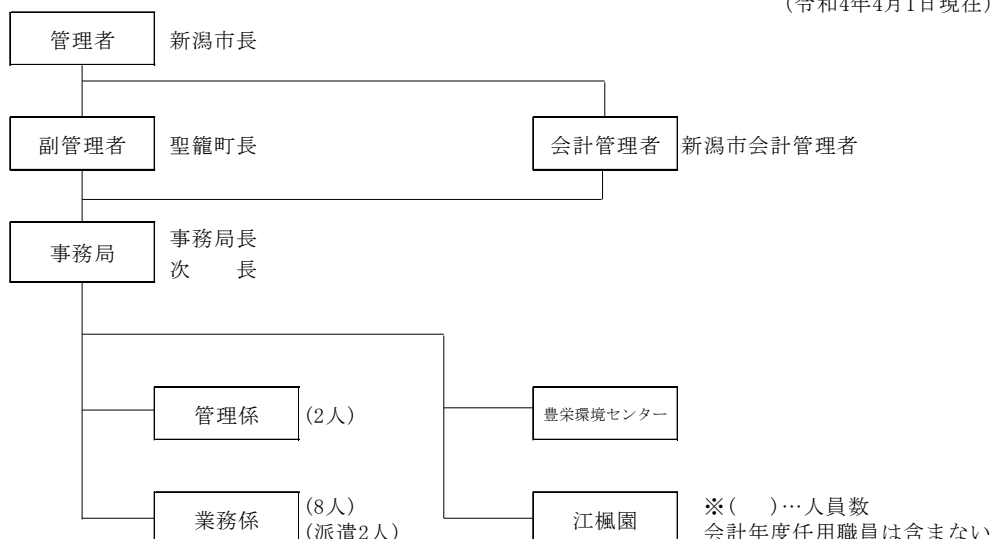 (令和4年4月1日現在)
管理者 新潟市長
副管理者 聖籠町長 会計管理者 新潟市会計管理者
事務局 事務局長
次　　長
管理係 (2人) 豊栄環境センター
業務係 (8人) 江楓園 ※(　)…人員数
(派遣2人) 会計年度任用職員は含まない